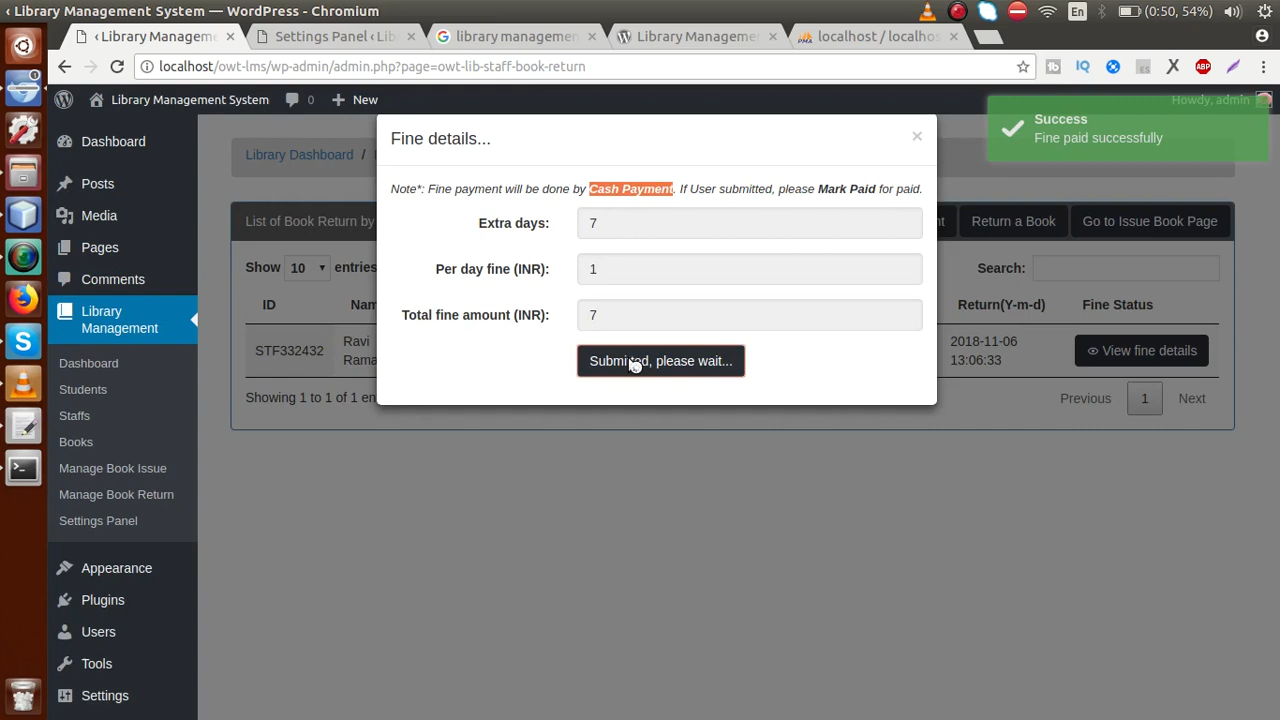 ‹ Library Management System — WordPress - Chromium
En
(0:50, 54%)
‹ Library Manageme
Settings Panel ‹ Lib
library managemen
Library Manageme
localhost / localhos
localhost/owt-lms/wp-admin/admin.php?page=owt-lib-staff-book-return
IQ
ABP
Library Management System
0
New
Howdy, admin
Success
Fine paid successfully
Dashboard
Posts
Media
Pages
Comments
Library
Management
Dashboard
Students
Staffs
Books
Manage Book Issue
Manage Book Return
Settings Panel
Appearance
Plugins
Users
Tools
Settings
Library Dashboard /
Fine details...
×
Note*: Fine payment will be done by Cash Payment. If User submitted, please Mark Paid for paid.
Extra days: 7
Per day fine (INR): 1
Total fine amount (INR): 7
Submitted, please wait...
List of Book Return by
Return a Book
Go to Issue Book Page
Show 10 entries
Search:
ID
Nam
Return(Y-m-d)
Fine Status
STF332432
Ravi
Rama
2018-11-06
13:06:33
View fine details
Showing 1 to 1 of 1 en
Previous
1
Next